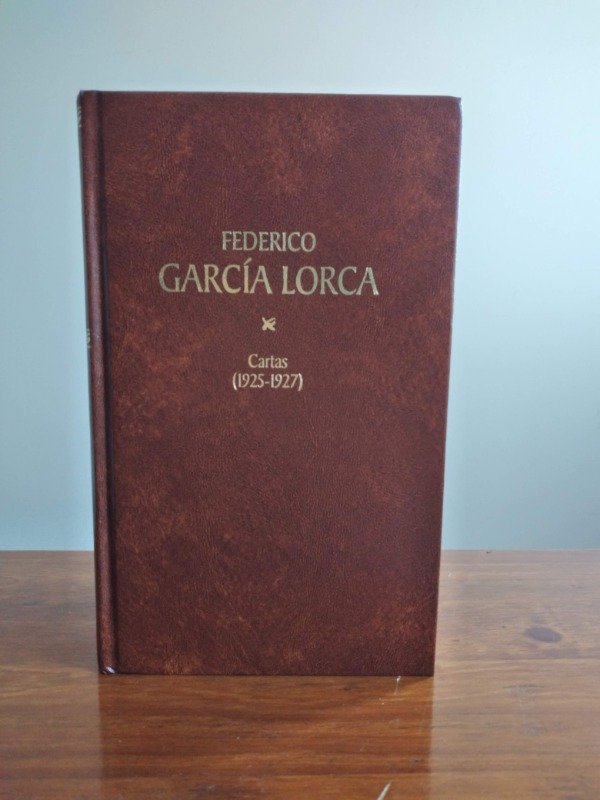 FEDERICO
GARCÍA LORCA
Cartas
(1925-1927)